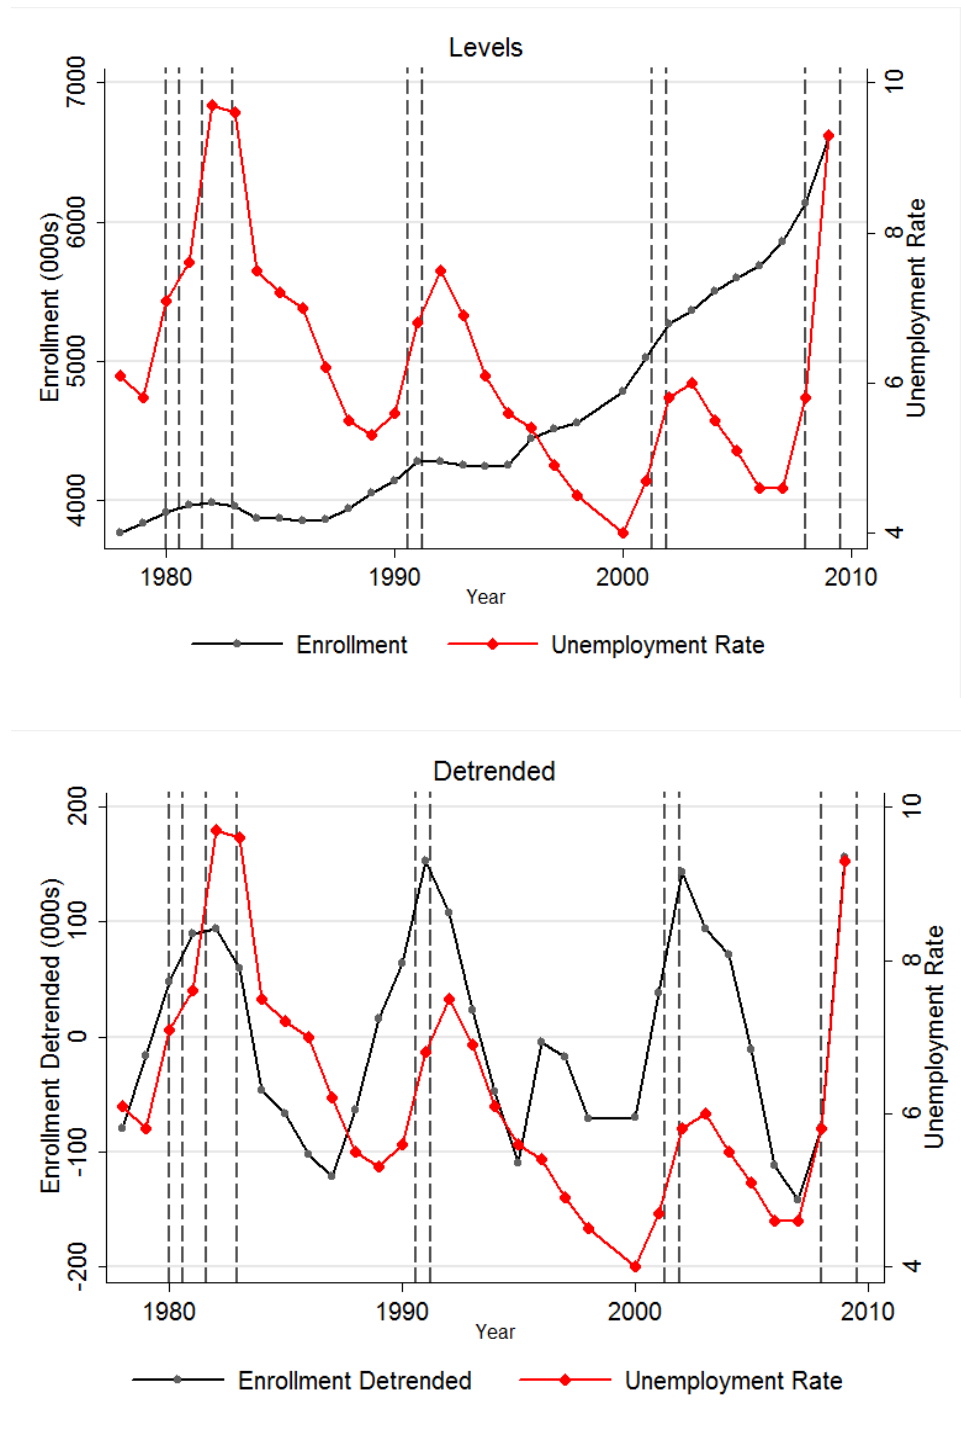 Levels
7000
6000
5000
4000
Enrollment (000s)
10
8
6
4
Unemployment Rate
1980 1990 2000 2010
Year
Enrollment Unemployment Rate
Detrended
200
100
0
-100
-200
Enrollment Detrended (000s)
10
8
6
4
Unemployment Rate
1980 1990 2000 2010
Year
Enrollment Detrended Unemployment Rate